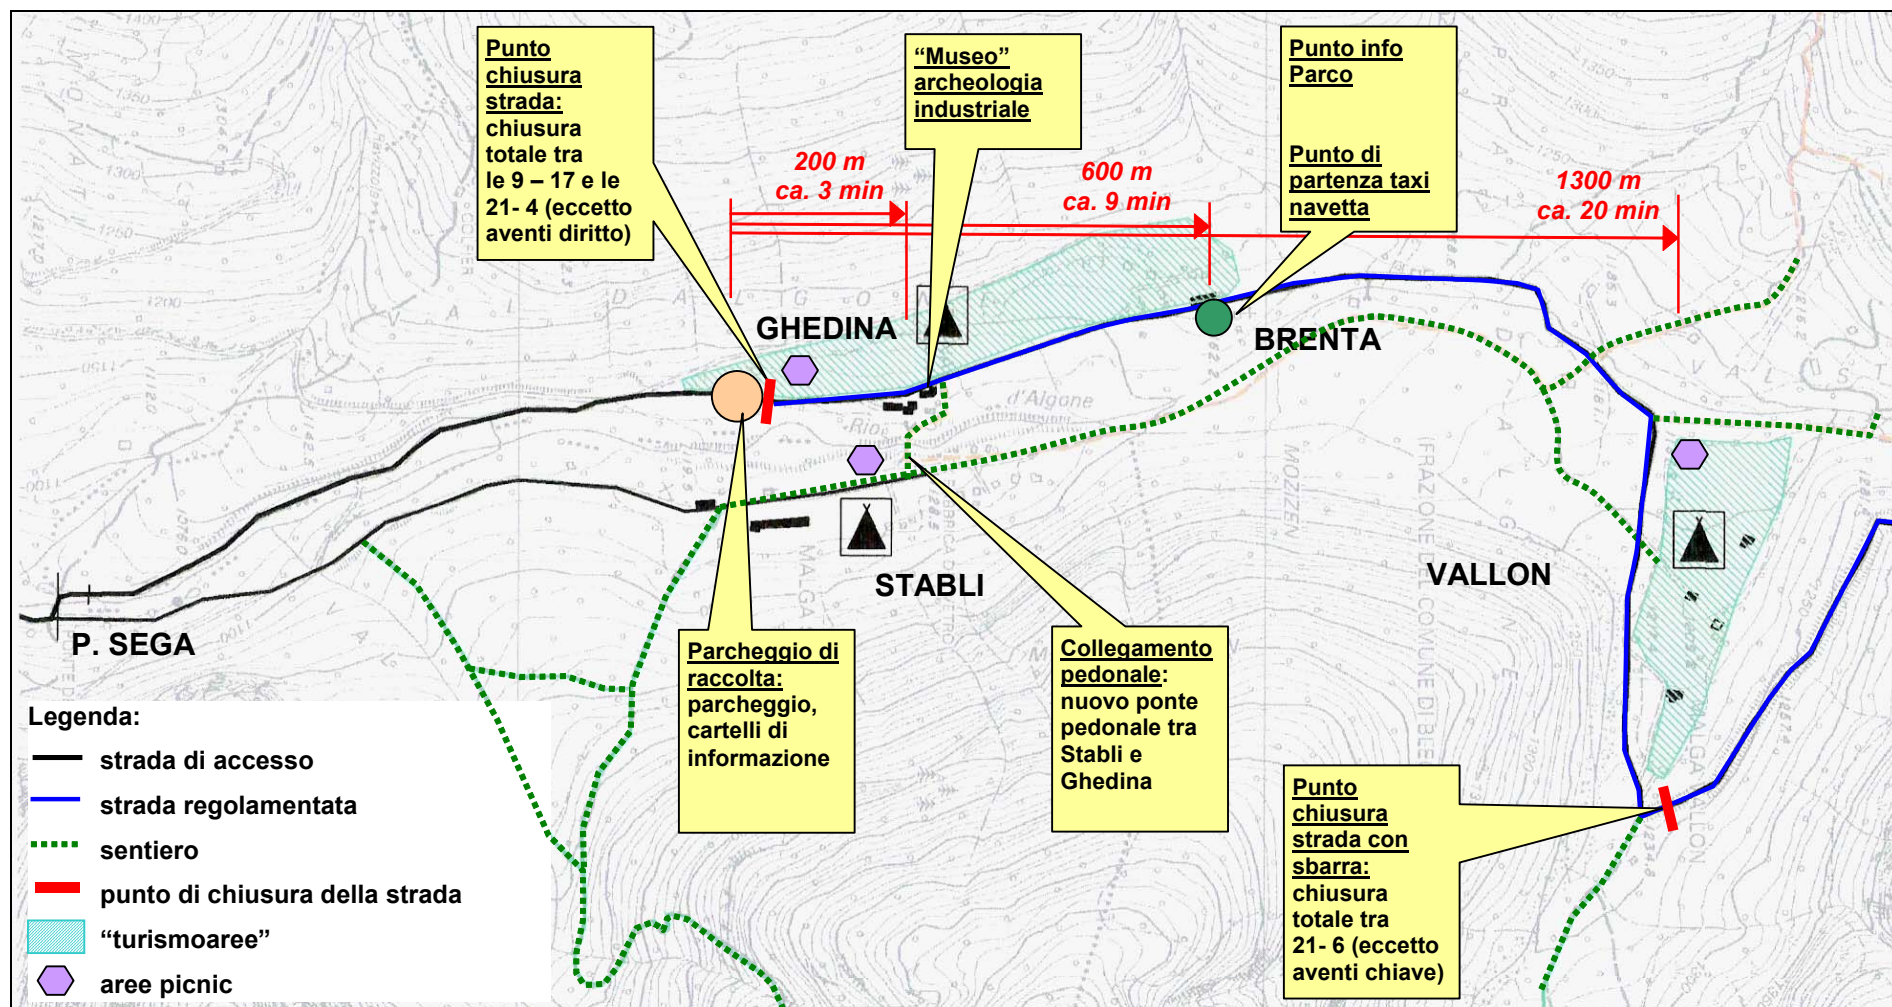 Punto
chiusura
strada:
chiusura
totale tra
le 9 – 17 e le
21- 4 (eccetto
aventi diritto)
“Museo”
archeologia
industriale
Punto info
Parco
Punto di
partenza taxi
navetta
200 m
ca. 3 min
600 m
ca. 9 min
1300 m
ca. 20 min
GHEDINA
BRENTA
d'Algone
Rio
STABLI
VALLON
P. SEGA
Parcheggio di
raccolta:
parcheggio,
cartelli di
informazione
Collegamento
pedonale:
nuovo ponte
pedonale tra
Stabli e
Ghedina
Punto
chiusura
strada con
sbarra:
chiusura
totale tra
21- 6 (eccetto
aventi chiave)
Legenda:
strada di accesso
strada regolamentata
sentiero
punto di chiusura della strada
“turismoaree”
aree picnic